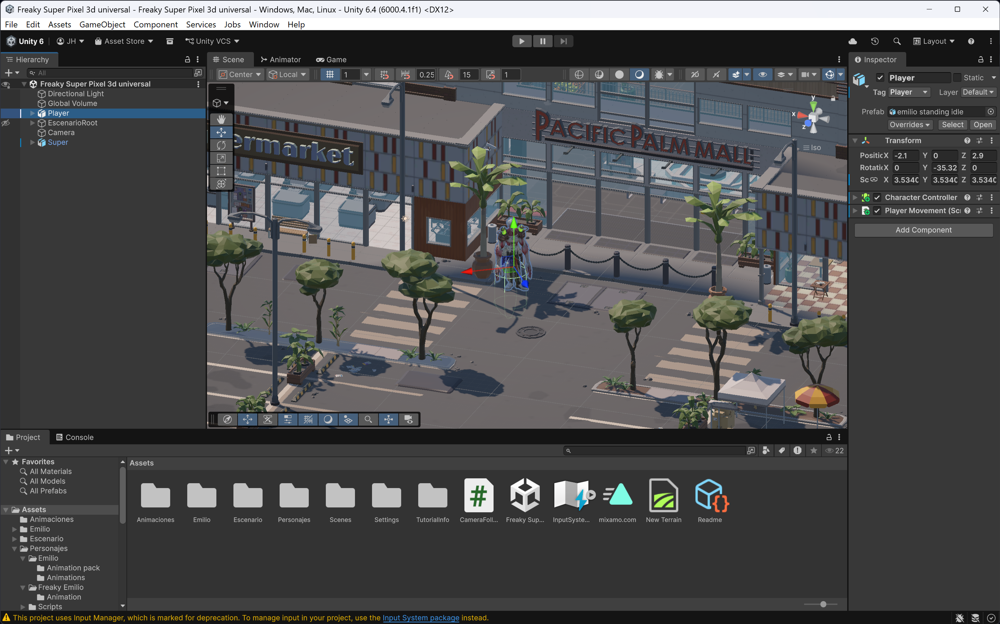 Freaky Super Pixel 3d universal - Freaky Super Pixel 3d universal - Windows, Mac, Linux - Unity 6.4 (6000.4.1f1) <DX12>
File Edit Assets GameObject Component Services Jobs Window Help
Unity 6 JH Asset Store Unity VCS Layout
Hierarchy
All
Freaky Super Pixel 3d universal
Directional Light
Global Volume
Player
EscenarioRoot
Camera
Super
Scene Animator Game
Center Local 1 0.25 15 1 2D
ermarket
PACIFIC PALM MALL
y
x
z
Iso
Inspector
Player Static
Tag Player Layer Default
Prefab emilio standing idle
Overrides Select Open
Transform
Positic X -2.1 Y 0 Z 2.9
Rotati X 0 Y -35.32 Z 0
Sc X 3.534 Y 3.534 Z 3.534
Character Controller
Player Movement (Sc
Add Component
Project Console
22
Favorites
All Materials
All Models
All Prefabs
Assets
Animaciones
Emilio
Escenario
Personajes
Emilio
Animation pack
Animations
Freaky Emilio
Animation
Scripts
Assets
Animaciones Emilio Escenario Personajes Scenes Settings TutorialInfo CameraFoll... Freaky Sup... InputSyste... mixamo.com New Terrain Readme
This project uses Input Manager, which is marked for deprecation. To manage input in your project, use the Input System package instead.